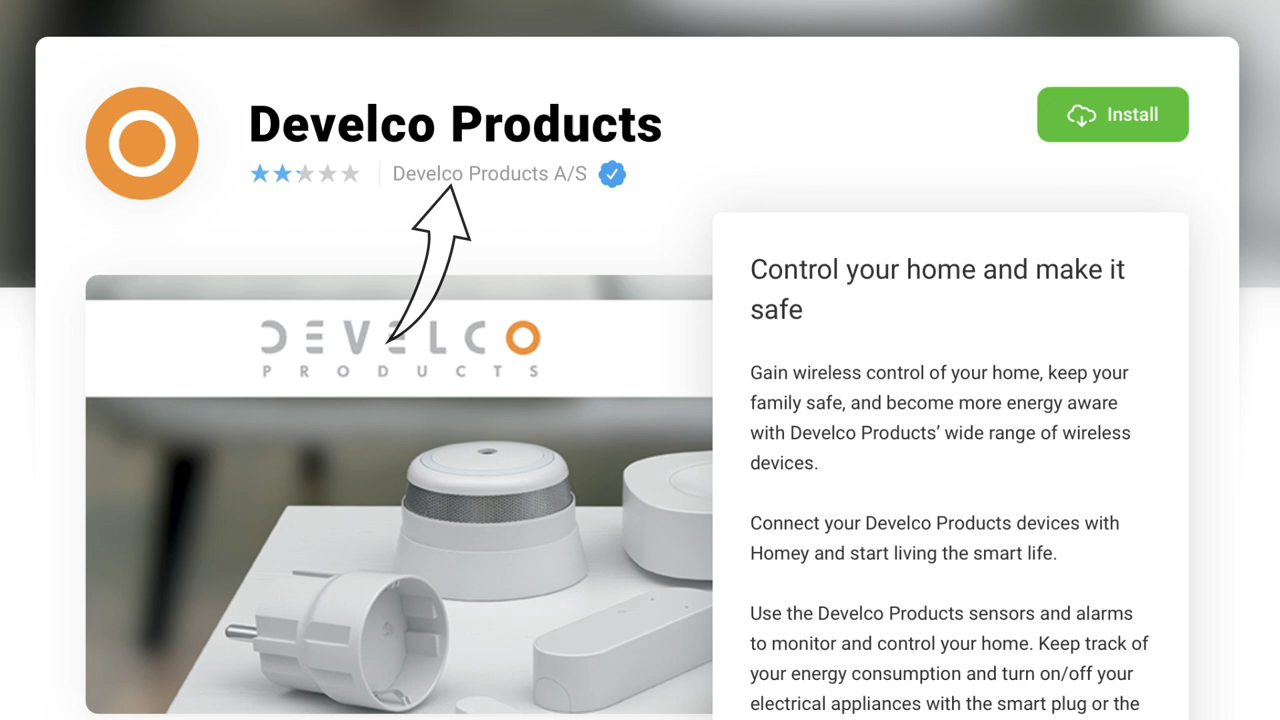 Develco Products
Install
Develco Products A/S
DEVELCO
PRODUCTS
Control your home and make it
safe
Gain wireless control of your home, keep your
family safe, and become more energy aware
with Develco Products’ wide range of wireless
devices.
Connect your Develco Products devices with
Homey and start living the smart life.
Use the Develco Products sensors and alarms
to monitor and control your home. Keep track of
your energy consumption and turn on/off your
electrical appliances with the smart plug or the